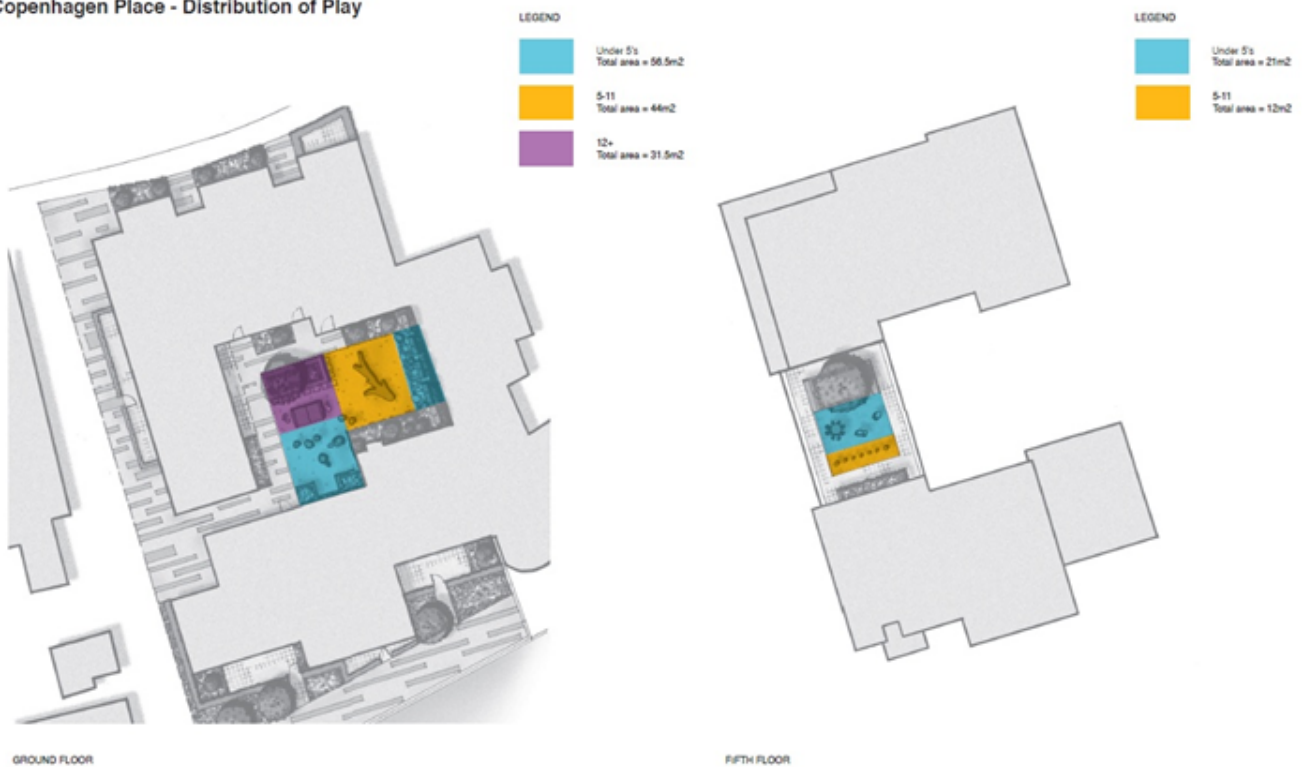 Copenhagen Place - Distribution of Play
LEGEND
Under 5's
Total area = 56.5m2
5-11
Total area = 44m2
12+
Total area = 31.5m2
LEGEND
Under 5's
Total area = 21m2
5-11
Total area = 12m2
GROUND FLOOR
FIFTH FLOOR